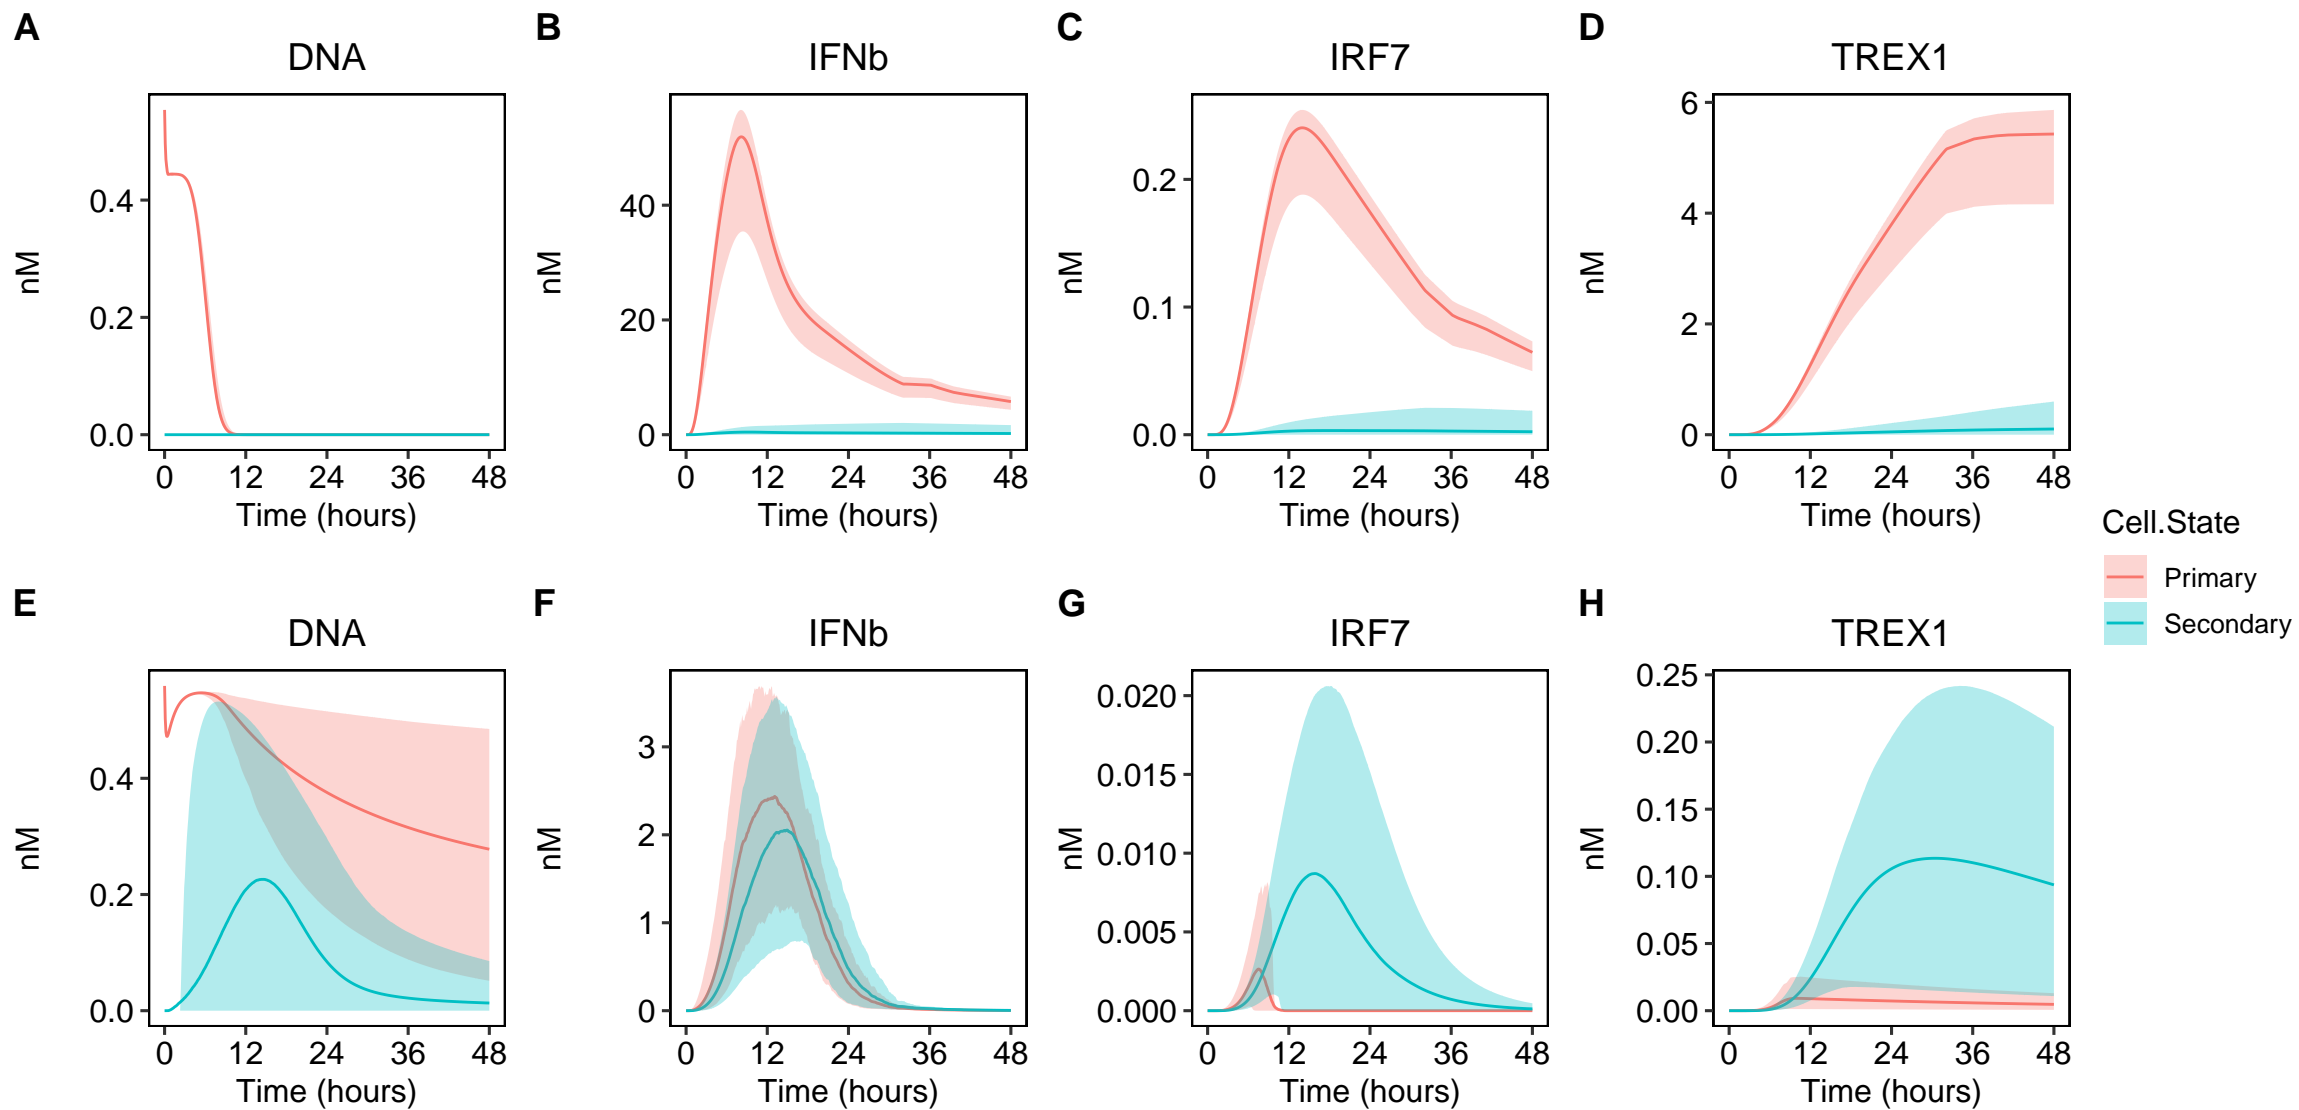 A
DNA
nM
0.4
0.2
0.0
0 12 24 36 48
Time (hours)
B
IFNb
nM
40
20
0
0 12 24 36 48
Time (hours)
C
IRF7
nM
0.2
0.1
0.0
0 12 24 36 48
Time (hours)
D
TREX1
nM
6
4
2
0
0 12 24 36 48
Time (hours)
Cell.State
Primary
Secondary
E
DNA
nM
0.4
0.2
0.0
0 12 24 36 48
Time (hours)
F
IFNb
nM
3
2
1
0
0 12 24 36 48
Time (hours)
G
IRF7
nM
0.020
0.015
0.010
0.005
0.000
0 12 24 36 48
Time (hours)
H
TREX1
nM
0.25
0.20
0.15
0.10
0.05
0.00
0 12 24 36 48
Time (hours)